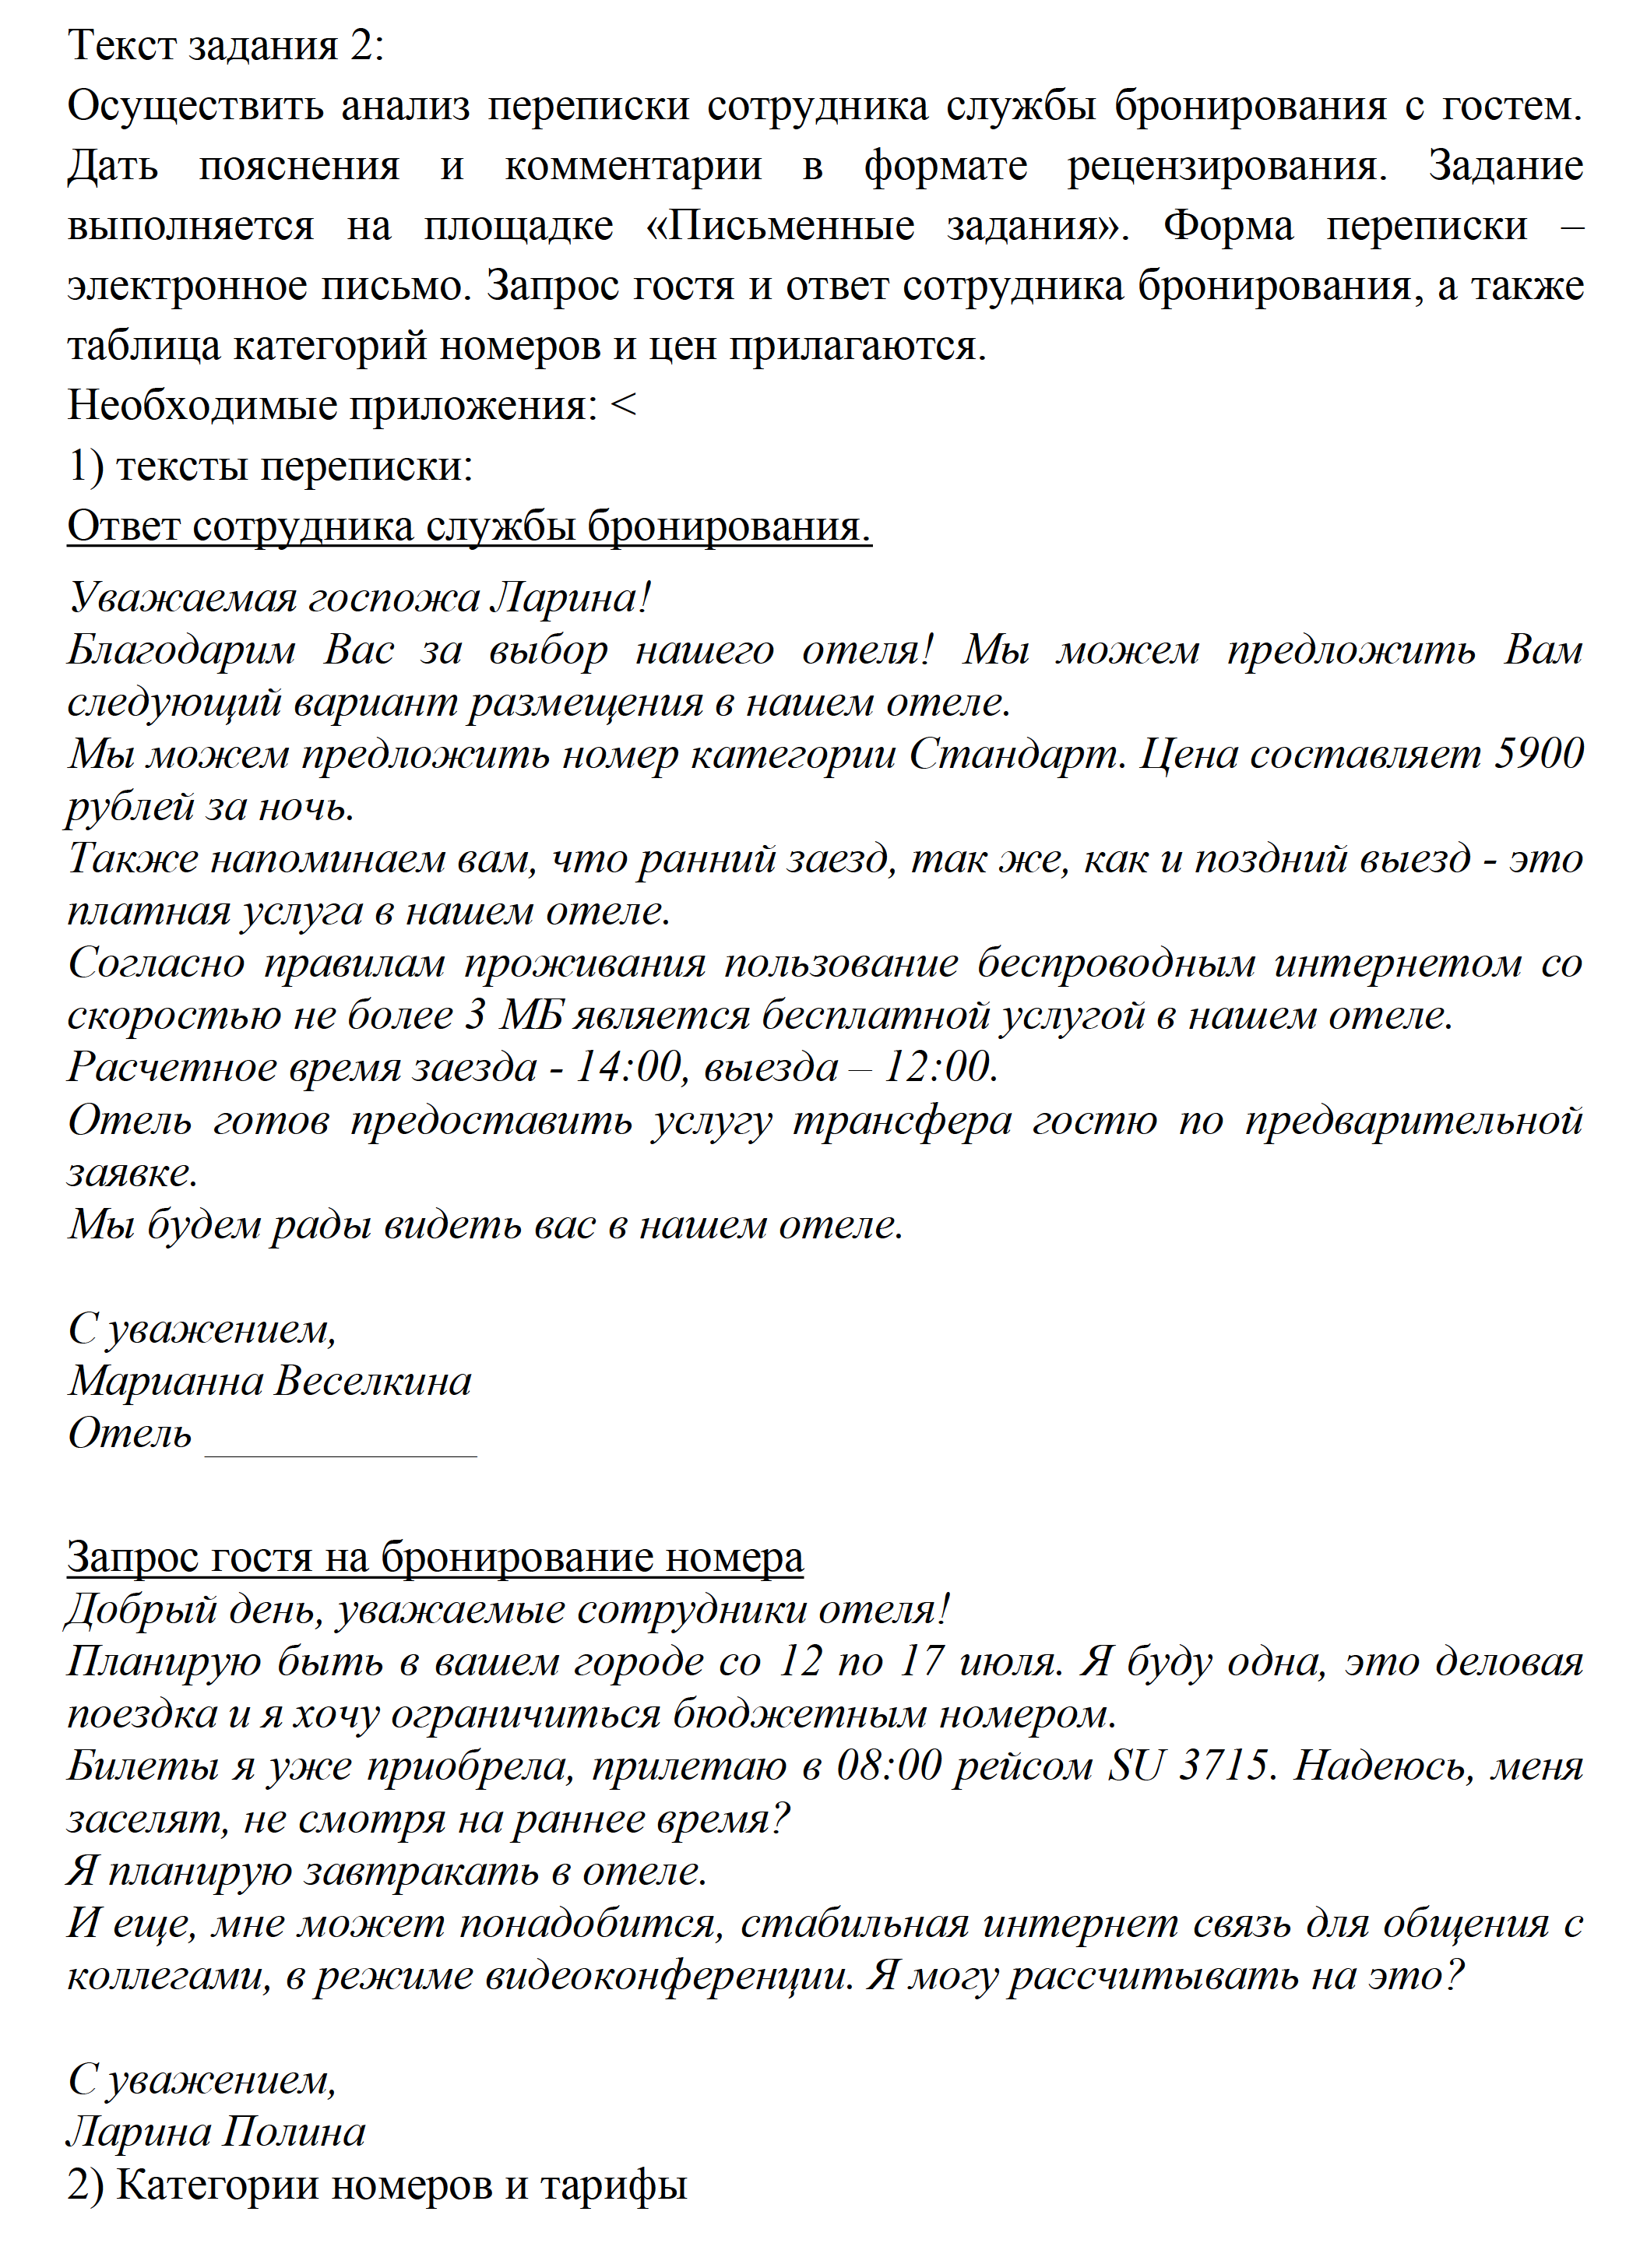 Текст задания 2:
Осуществить анализ переписки сотрудника службы бронирования с гостем.
Дать пояснения и комментарии в формате рецензирования. Задание
выполняется на площадке «Письменные задания». Форма переписки –
электронное письмо. Запрос гостя и ответ сотрудника бронирования, а также
таблица категорий номеров и цен прилагаются.
Необходимые приложения: <
1) тексты переписки:
Ответ сотрудника службы бронирования.
Уважаемая госпожа Ларина!
Благодарим Вас за выбор нашего отеля! Мы можем предложить Вам
следующий вариант размещения в нашем отеле.
Мы можем предложить номер категории Стандарт. Цена составляет 5900
рублей за ночь.
Также напоминаем вам, что ранний заезд, так же, как и поздний выезд - это
платная услуга в нашем отеле.
Согласно правилам проживания пользование беспроводным интернетом со
скоростью не более 3 МБ является бесплатной услугой в нашем отеле.
Расчетное время заезда - 14:00, выезда – 12:00.
Отель готов предоставить услугу трансфера гостю по предварительной
заявке.
Мы будем рады видеть вас в нашем отеле.
С уважением,
Марианна Веселкина
Отель ____________
Запрос гостя на бронирование номера
Добрый день, уважаемые сотрудники отеля!
Планирую быть в вашем городе со 12 по 17 июля. Я буду одна, это деловая
поездка и я хочу ограничиться бюджетным номером.
Билеты я уже приобрела, прилетаю в 08:00 рейсом SU 3715. Надеюсь, меня
заселят, не смотря на раннее время?
Я планирую завтракать в отеле.
И еще, мне может понадобится, стабильная интернет связь для общения с
коллегами, в режиме видеоконференции. Я могу рассчитывать на это?
С уважением,
Ларина Полина
2) Категории номеров и тарифы